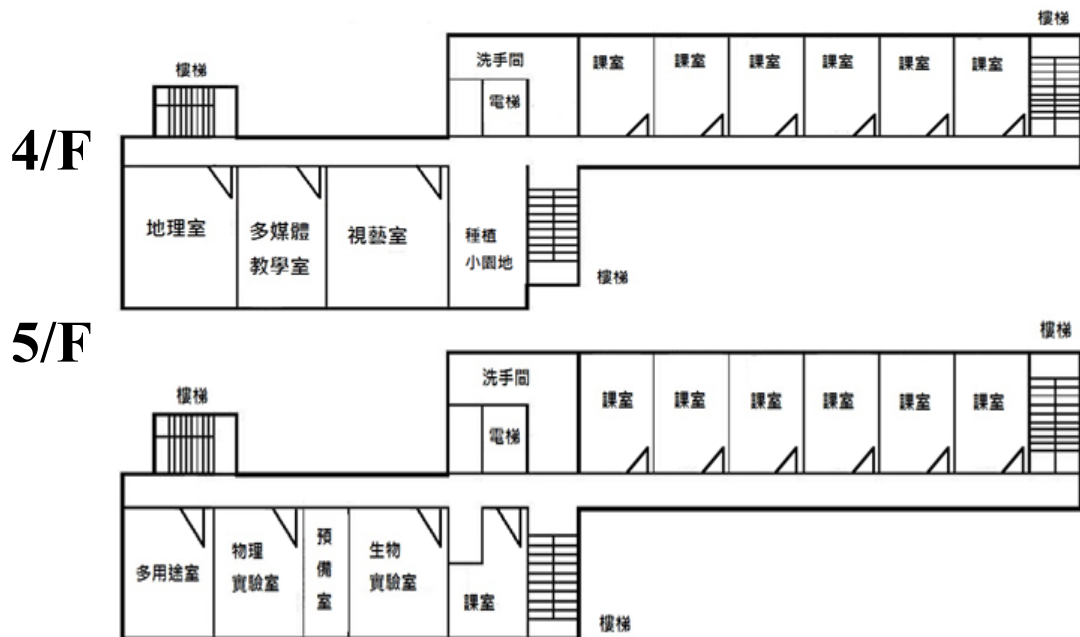 樓梯
樓梯
洗手間
課室
課室
課室
課室
課室
課室
電梯
4/F
地理室
多媒體
教學室
視藝室
種植
小園地
樓梯
5/F
樓梯
樓梯
洗手間
課室
課室
課室
課室
課室
課室
電梯
多用途室
物理
實驗室
預
備
室
生物
實驗室
課室
樓梯